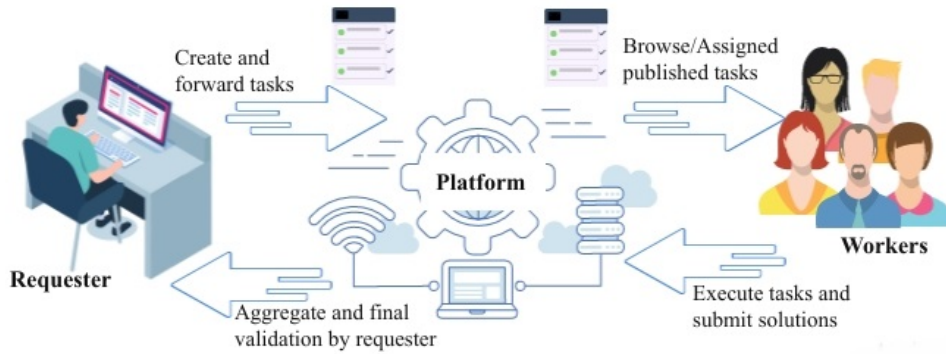 Create and
forward tasks
Browse/Assigned
published tasks
Platform
Requester
Workers
Aggregate and final
validation by requester
Execute tasks and
submit solutions